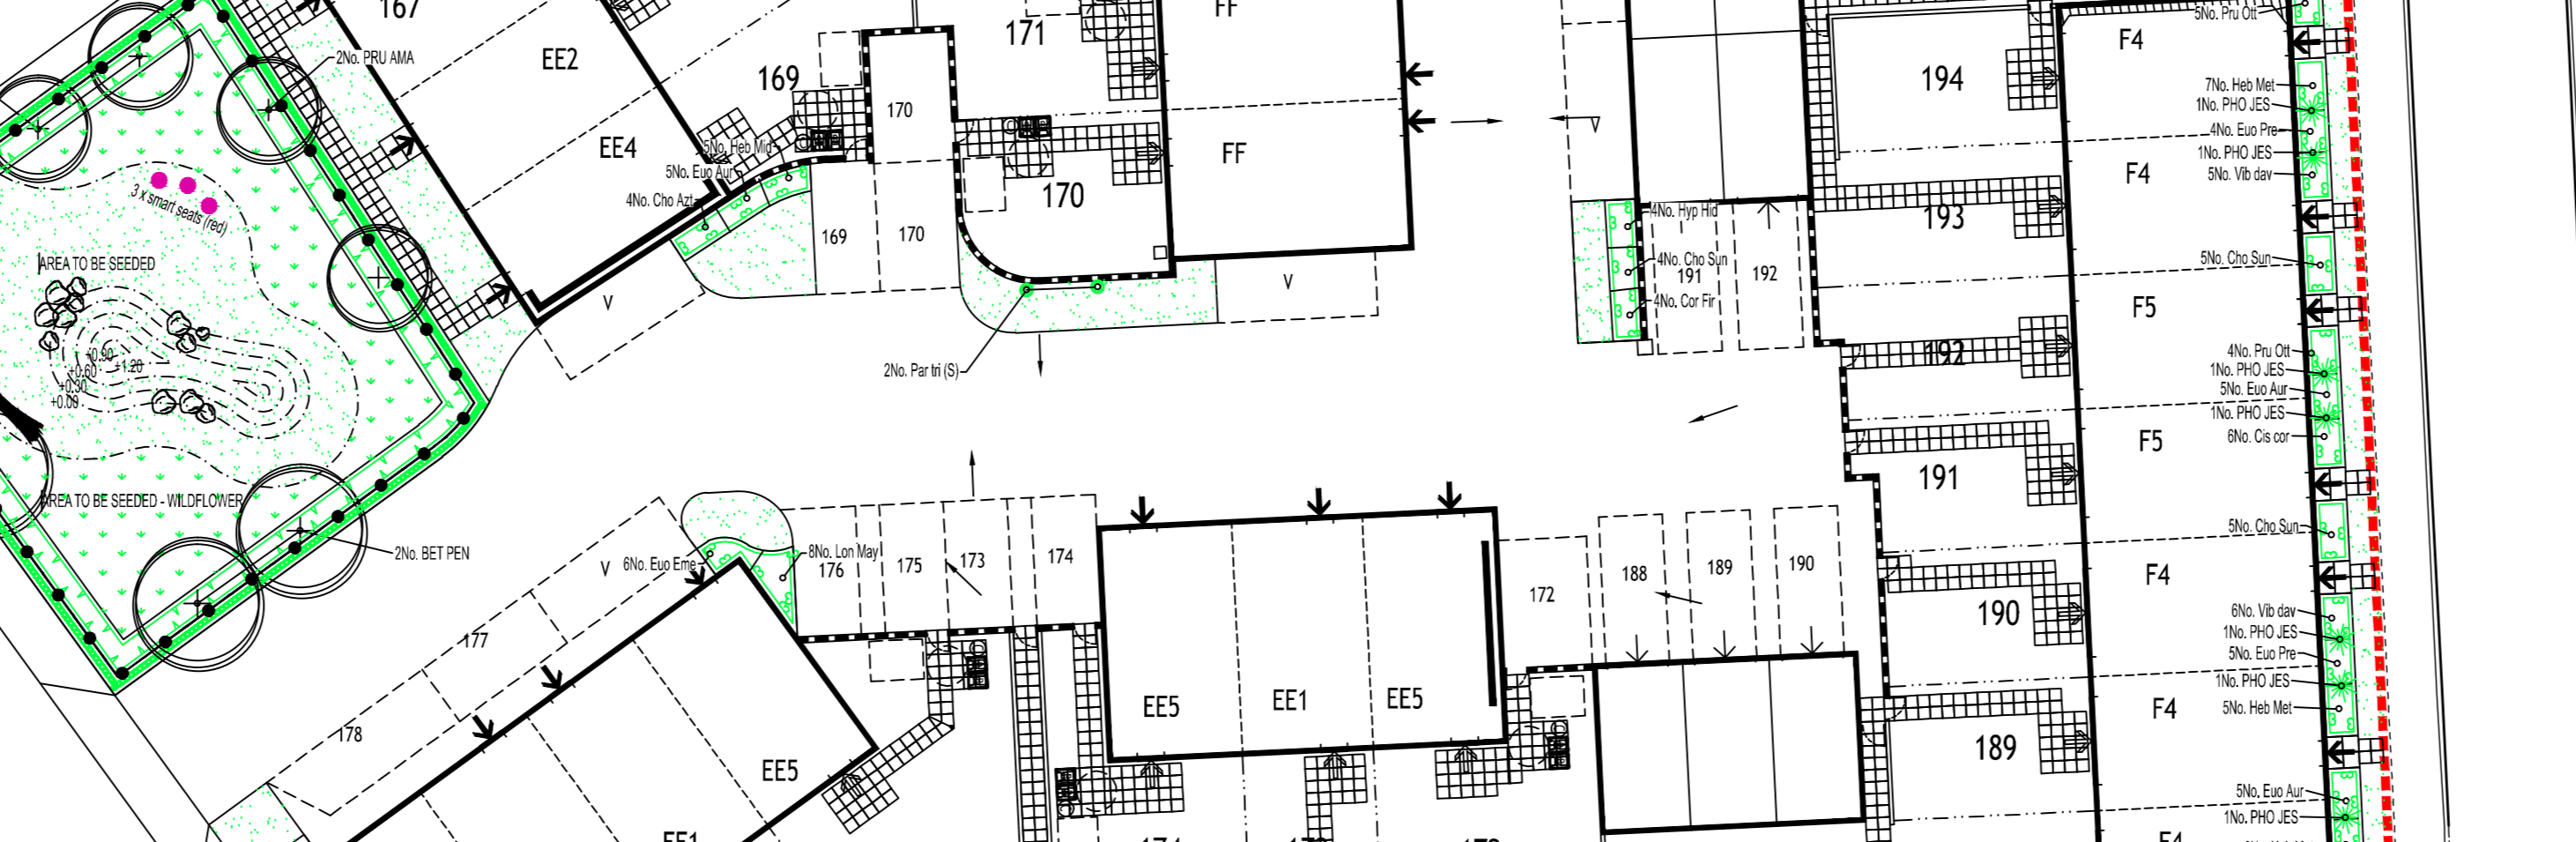 167
EE2
EE4
2No. PRU AMA
3 x smart seats (red)
AREA TO BE SEEDED
+0.90
+1.20
+0.60
+0.30
+0.00
AREA TO BE SEEDED - WILDFLOWER
2No. BET PEN
169
170
171
5No. Heb Mid
5No. Euo Aur
4No. Cho Azt
169
170
170
V
2No. Par tri (S)
FF
FF
V
V
4No. Hyp Hid
4No. Cho Sun
191
4No. Cor Fir
192
194
193
192
191
190
189
F4
F4
F5
F5
F4
F4
F4
5No. Pru Ott
7No. Heb Met
1No. PHO JES
4No. Euo Pre
1No. PHO JES
5No. Vib dav
5No. Cho Sun
4No. Pru Ott
1No. PHO JES
5No. Euo Aur
1No. PHO JES
6No. Cis cor
5No. Cho Sun
6No. Vib dav
1No. PHO JES
5No. Euo Pre
1No. PHO JES
5No. Heb Met
5No. Euo Aur
1No. PHO JES
V
6No. Euo Eme
8No. Lon May
176
175
173
174
177
178
EE5
EE1
EE5
EE1
EE5
172
188
189
190